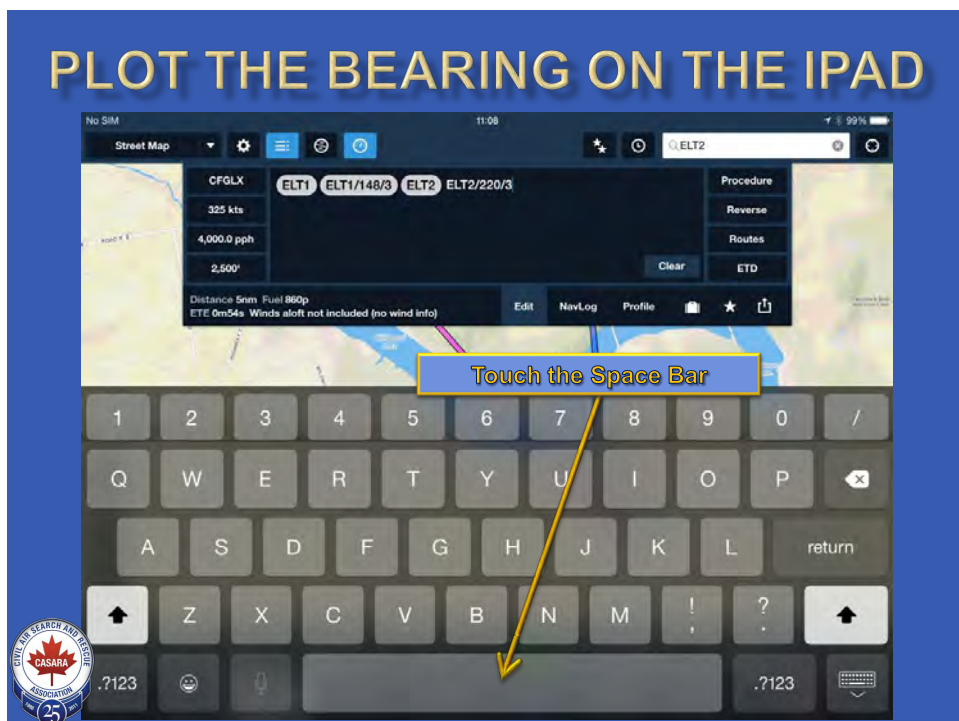 PLOT THE BEARING ON THE IPAD
No SIM 11:08 99%
Street Map ELT2
CFGLX ELT1 ELT1/148/3 ELT2 ELT2/220/3 Procedure
325 kts Reverse
4,000.0 pph Routes
2,500' Clear ETD
Distance 5nm Fuel 860p
ETE 0m54s Winds aloft not included (no wind info) Edit NavLog Profile
Touch the Space Bar
1 2 3 4 5 6 7 8 9 0 /
Q W E R T Y U I O P
A S D F G H J K L return
Z X C V B N M ! , ? .
.?123 .?123
CIVIL AIR SEARCH AND RESCUE
CASARA
ASSOCIATION
25